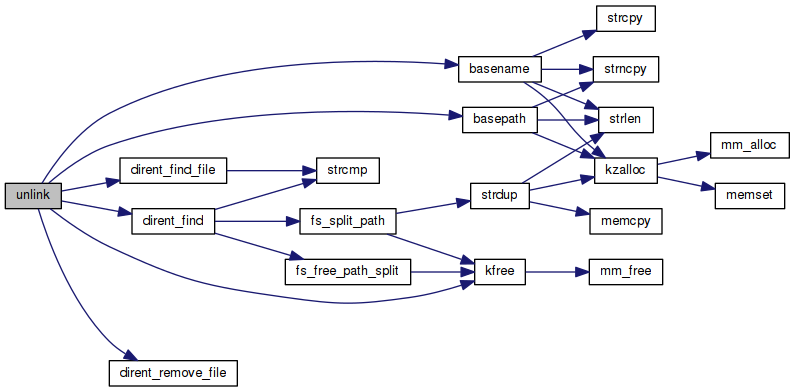 strcpy
basename
strncpy
basepath
strlen
mm_alloc
dirent_find_file
strcmp
kzalloc
unlink
strdup
memset
dirent_find
fs_split_path
memcpy
fs_free_path_split
kfree
mm_free
dirent_remove_file